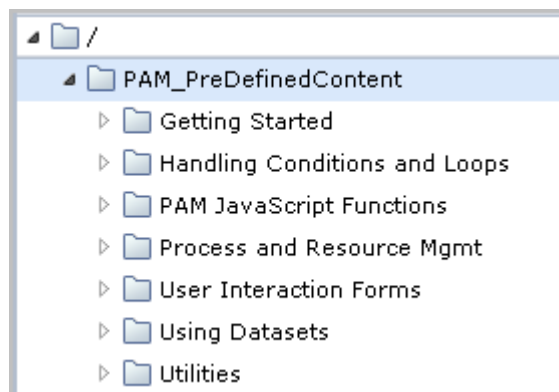 /
PAM_PreDefinedContent
Getting Started
Handling Conditions and Loops
PAM JavaScript Functions
Process and Resource Mgmt
User Interaction Forms
Using Datasets
Utilities